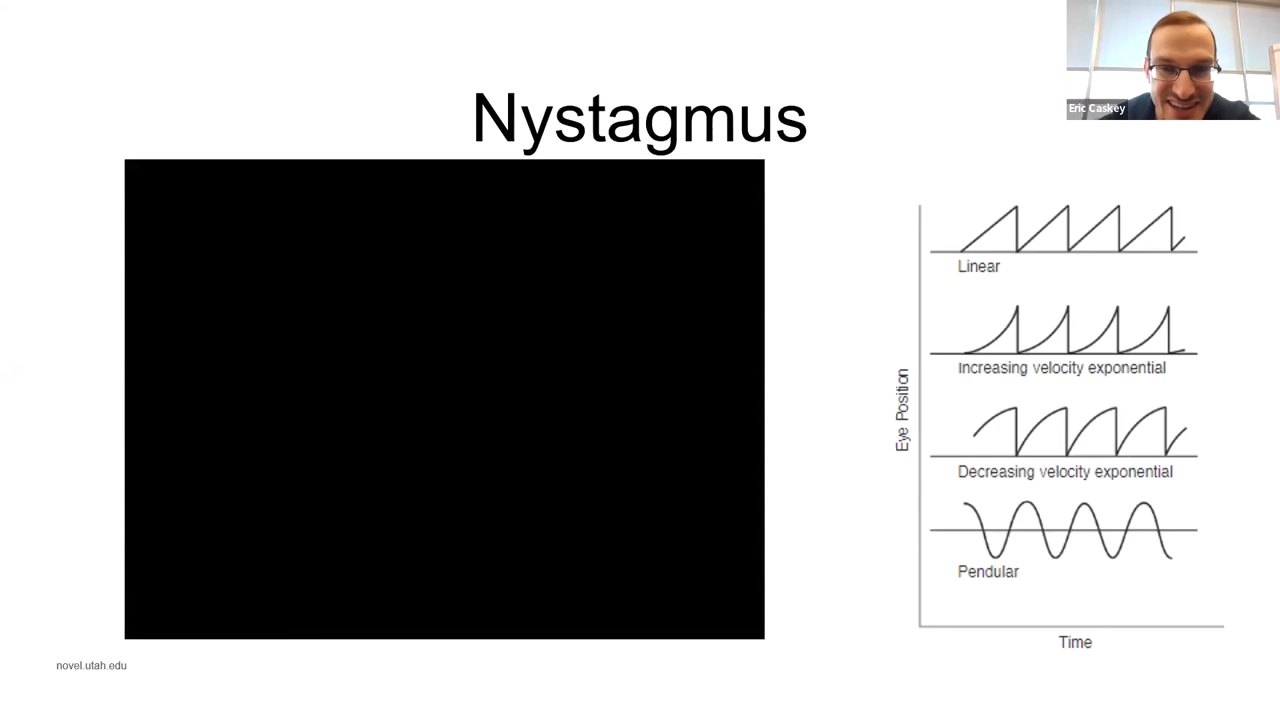 Eric Caskey
Nystagmus
Linear
Increasing velocity exponential
Eye Position
Decreasing velocity exponential
Pendular
Time
novel.utah.edu